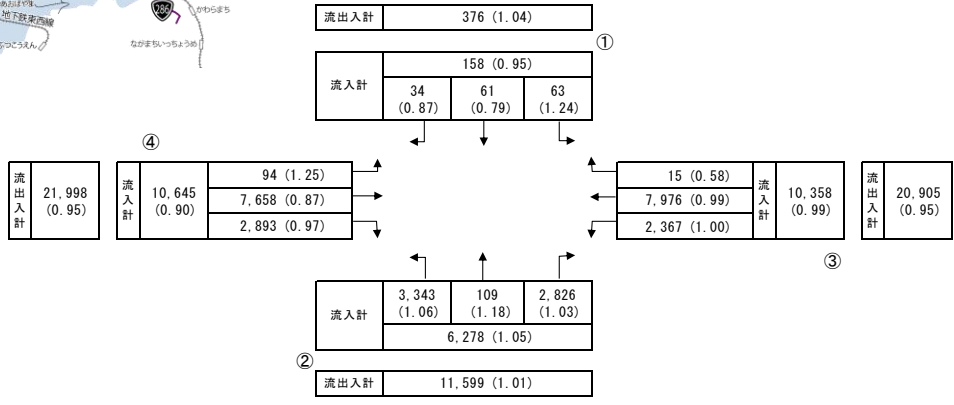 あおばやま
地下鉄東西線
286
かわらまち
ながまちいっちょうめ
流出入計 376 (1.04)
①
流入計 158 (0.95)
34 61 63
(0.87) (0.79) (1.24)
④
流出入計 21,998 (0.95)
流入計 10,645 (0.90)
94 (1.25)
7,658 (0.87)
2,893 (0.97)
15 (0.58)
7,976 (0.99)
2,367 (1.00)
流入計 10,358 (0.99)
流出入計 20,905 (0.95)
③
流入計
3,343 109 2,826
(1.06) (1.18) (1.03)
6,278 (1.05)
②
流出入計 11,599 (1.01)